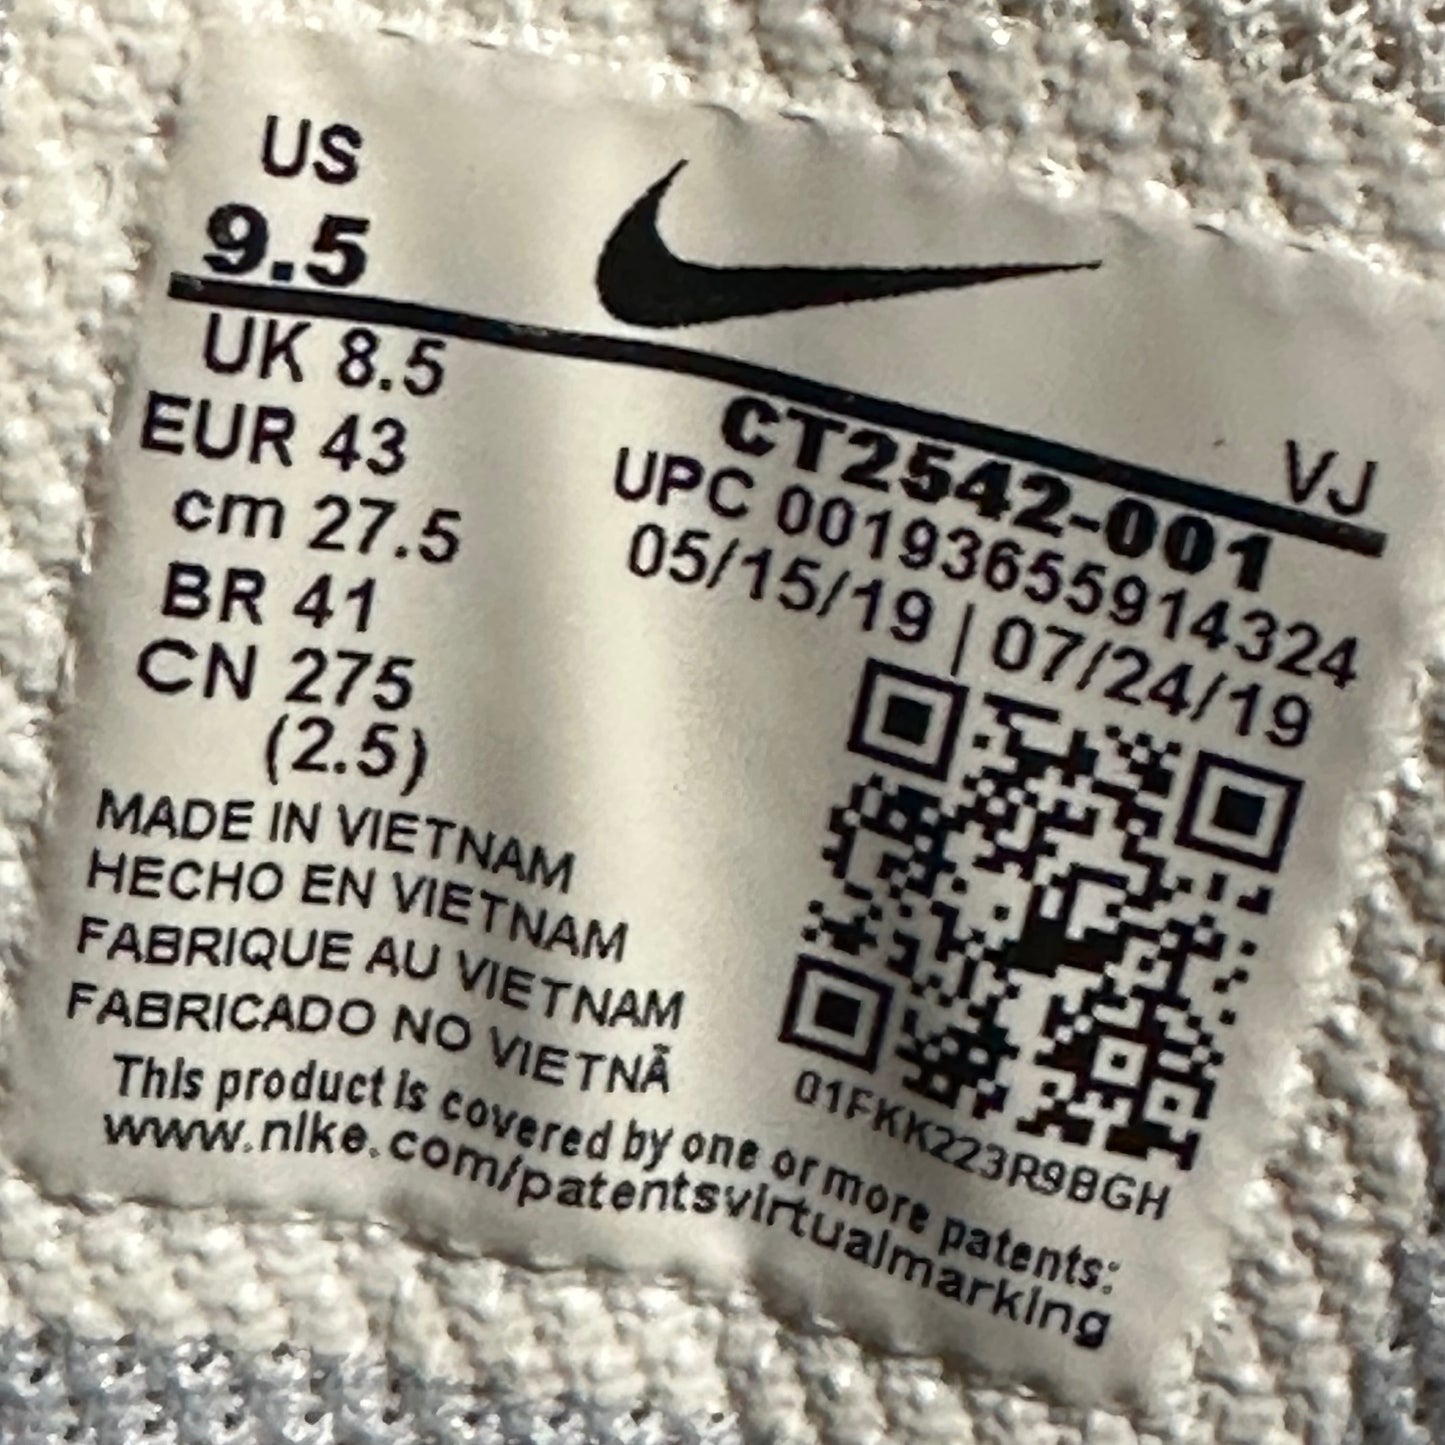 US
9.5
UK 8.5
EUR 43
cm 27.5
BR 41
CN 275
(2.5)
VJ
CT2542-001
UPC 00193655914324
05/15/19 | 07/24/19
01FKK223R9BGH
MADE IN VIETNAM
HECHO EN VIETNAM
FABRIQUE AU VIETNAM
FABRICADO NO VIETNÃ
This product is covered by one or more patents:
www.nike.com/patentsvirtualmarking